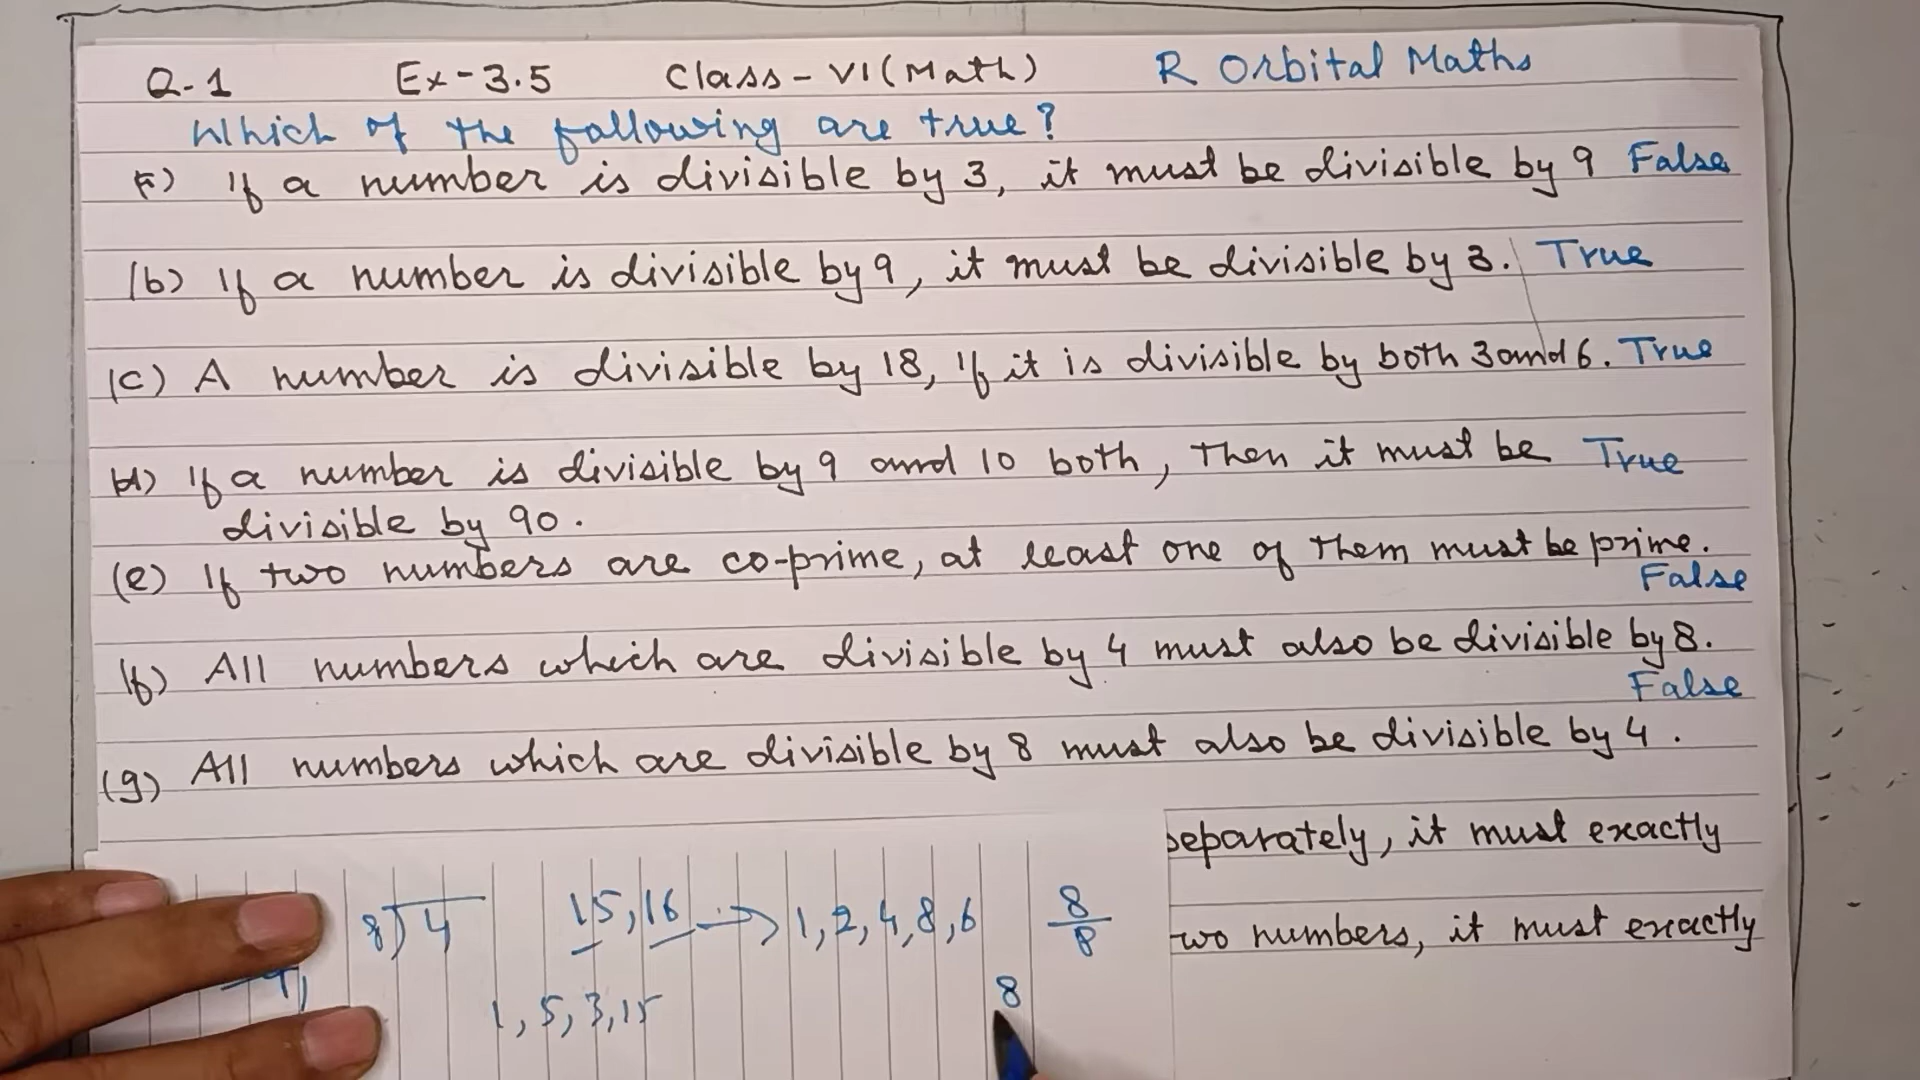 Q-1 Ex-3.5 Class-VI(Math) R Orbital Maths
Which of the following are true?
If a number is divisible by 3, it must be divisible by 9 False
(b) If a number is divisible by 9, it must be divisible by 3. True
(c) A number is divisible by 18, If it is divisible by both 3 and 6. True
(d) If a number is divisible by 9 and 10 both, then it must be True
divisible by 90.
(e) If two numbers are co-prime, at least one of them must be prime.
False
(f) All numbers which are divisible by 4 must also be divisible by 8.
False
(g) All numbers which are divisible by 8 must also be divisible by 4.
separately, it must exactly
two numbers, it must exactly
8)4 15,16 → 1,2,4,8,6 8/8
1,5,3,15 8